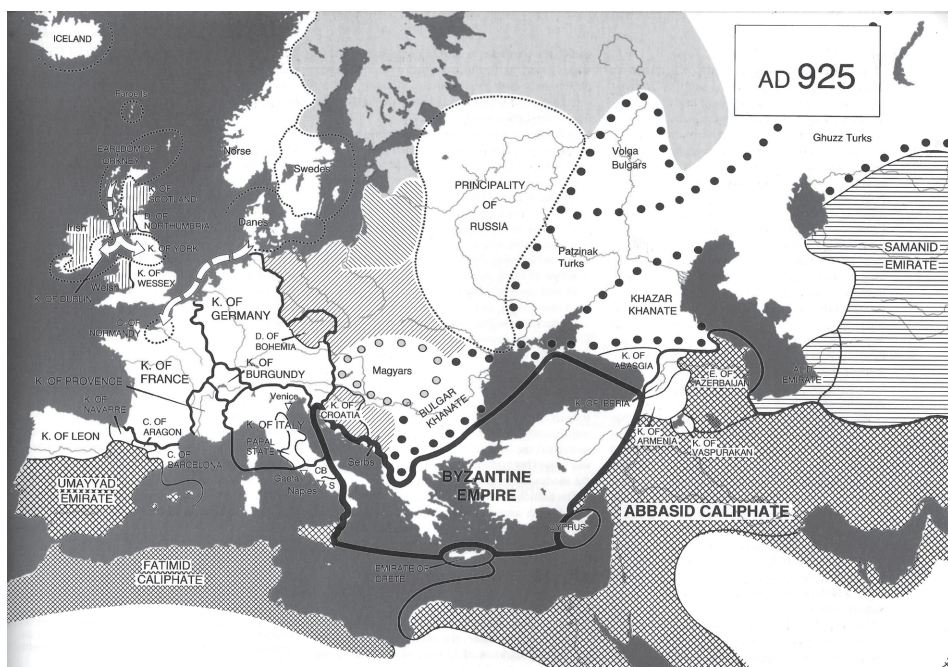 ICELAND
AD 925
Faroe Is
EARLDOM OF
ORKNEY
K. OF
SCOTLAND
D. OF
NORTHUMBRIA
Irish
K. OF YORK
K. OF
WESSEX
Welsh
K. OF DUBLIN
Norse
Swedes
Danes
PRINCIPALITY
OF
RUSSIA
Volga
Bulgars
Ghuzz Turks
Patzinak
Turks
SAMANID
EMIRATE
KHAZAR
KHANATE
D. OF
NORMANDY
K. OF
GERMANY
D. OF
BOHEMIA
K. OF
FRANCE
K. OF
BURGUNDY
Magyars
K. OF PROVENCE
K. OF
NAVARRE
K. OF LEON
C. OF
ARAGON
C. OF
BARCELONA
Venice
K. OF ITALY
PAPAL
STATE
Gaeta
Naples
CB
S
K. OF
CROATIA
Serbs
BULGAR
KHANATE
K. OF
ABASGIA
K. OF IBERIA
E. OF
AZERBAIJAN
ALID
EMIRATE
K. OF
ARMENIA
K. OF
VASPURAKAN
UMAYYAD
EMIRATE
BYZANTINE
EMPIRE
ABBASID CALIPHATE
CYPRUS
EMIRATE OF
CRETE
FATIMID
CALIPHATE